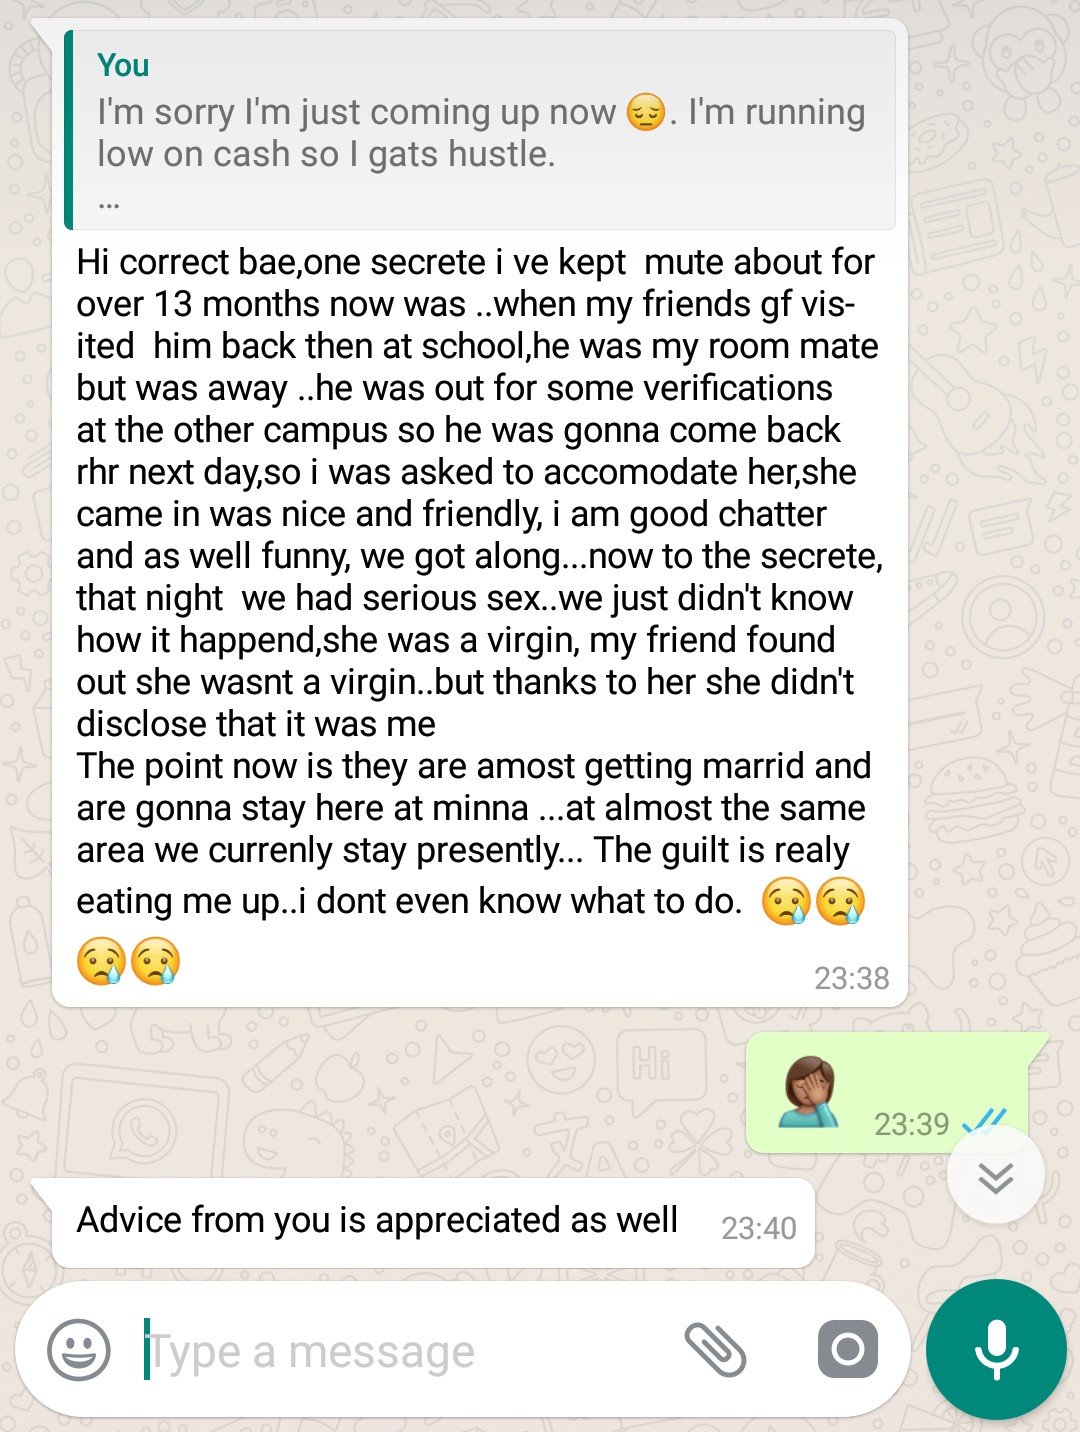 You
I'm sorry I'm just coming up now 😔. I'm running
low on cash so I gats hustle.
...
Hi correct bae,one secrete i ve kept  mute about for
over 13 months now was ..when my friends gf vis-
ited  him back then at school,he was my room mate
but was away ..he was out for some verifications
at the other campus so he was gonna come back
rhr next day,so i was asked to accomodate her,she
came in was nice and friendly, i am good chatter
and as well funny, we got along...now to the secrete,
that night  we had serious sex..we just didn't know
how it happend,she was a virgin, my friend found
out she wasnt a virgin..but thanks to her she didn't
disclose that it was me
The point now is they are amost getting marrid and
are gonna stay here at minna ...at almost the same
area we currenly stay presently... The guilt is realy
eating me up..i dont even know what to do.  😢😢
😢😢
23:38
🤦🏾‍♀️ 23:39
Advice from you is appreciated as well 23:40
Type a message